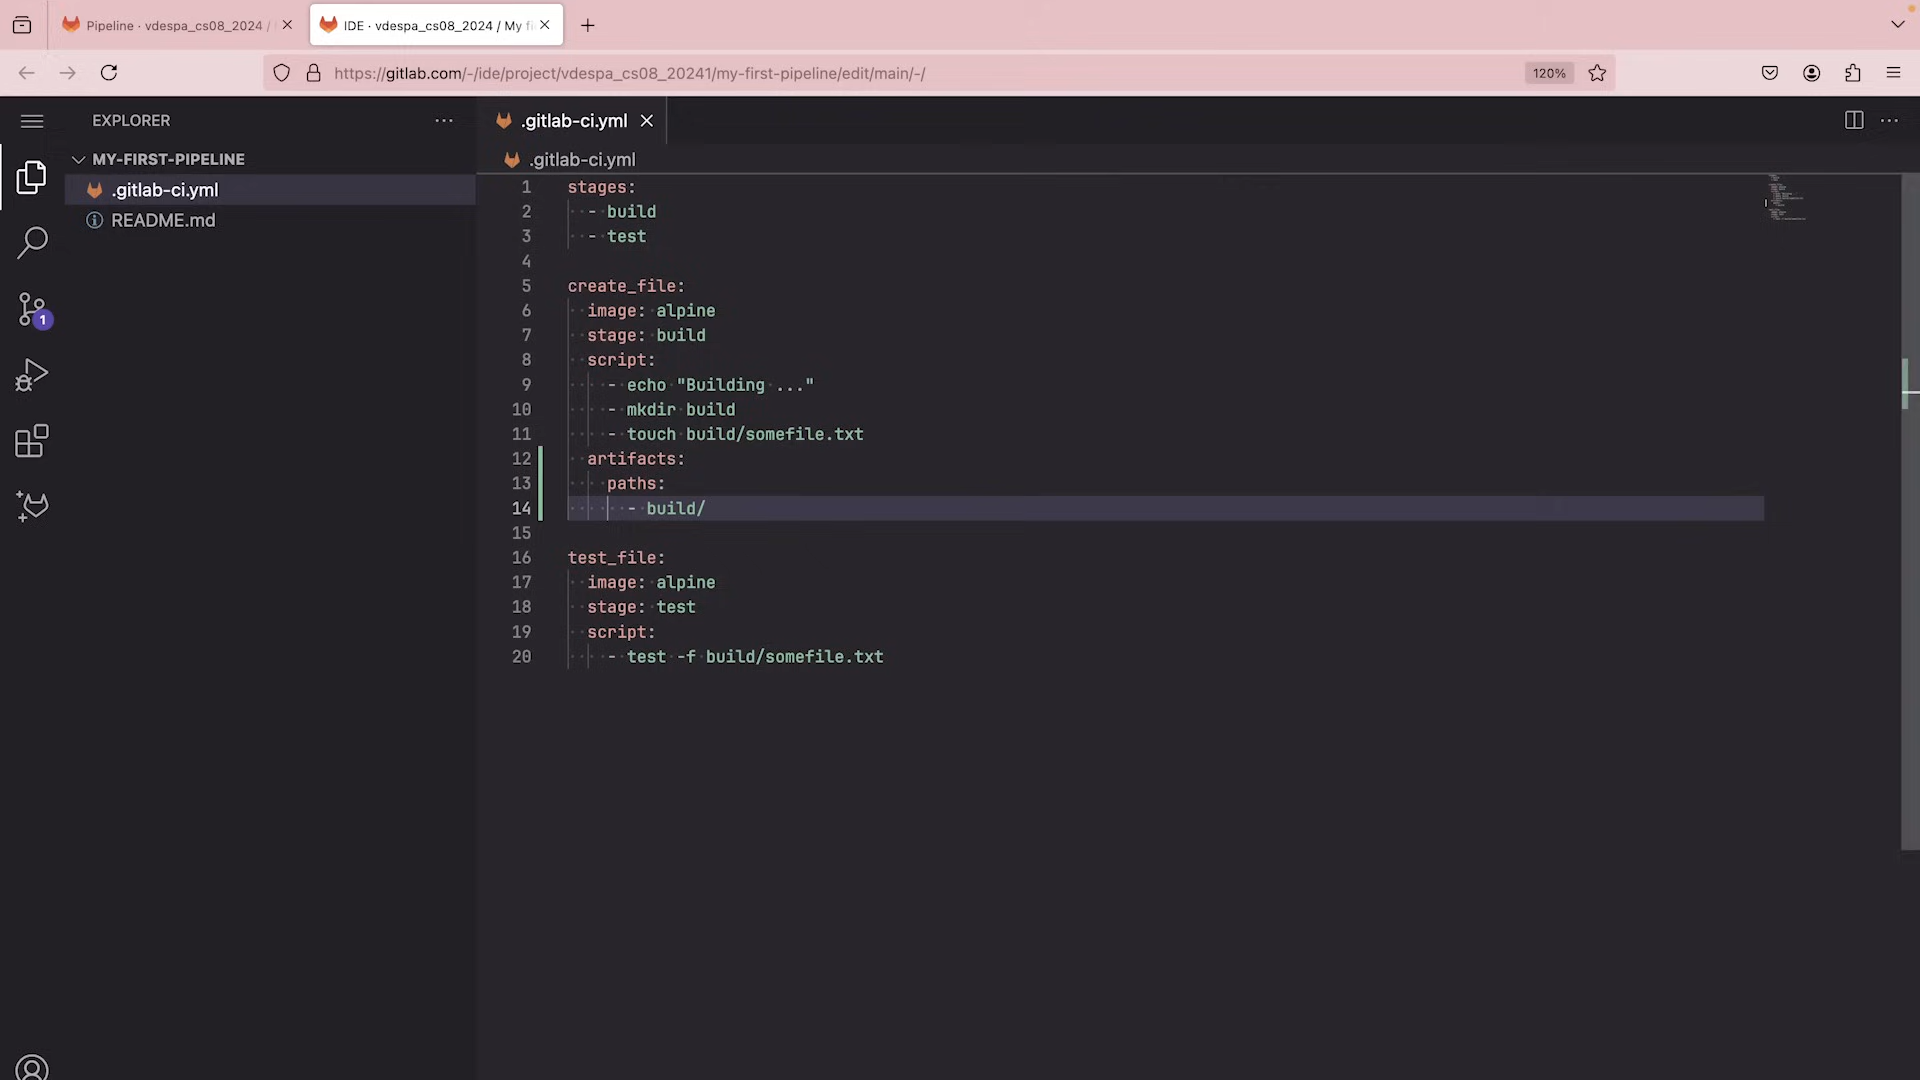 Pipeline · vdespa_cs08_2024 /
IDE · vdespa_cs08_2024 / My fi
https://gitlab.com/-/ide/project/vdespa_cs08_20241/my-first-pipeline/edit/main/-/
120%
EXPLORER
MY-FIRST-PIPELINE
.gitlab-ci.yml
README.md
1
.gitlab-ci.yml
.gitlab-ci.yml
1 stages:
2 - build
3 - test
4
5 create_file:
6 image: alpine
7 stage: build
8 script:
9 - echo "Building ..."
10 - mkdir build
11 - touch build/somefile.txt
12 artifacts:
13 paths:
14 - build/
15
16 test_file:
17 image: alpine
18 stage: test
19 script:
20 - test -f build/somefile.txt